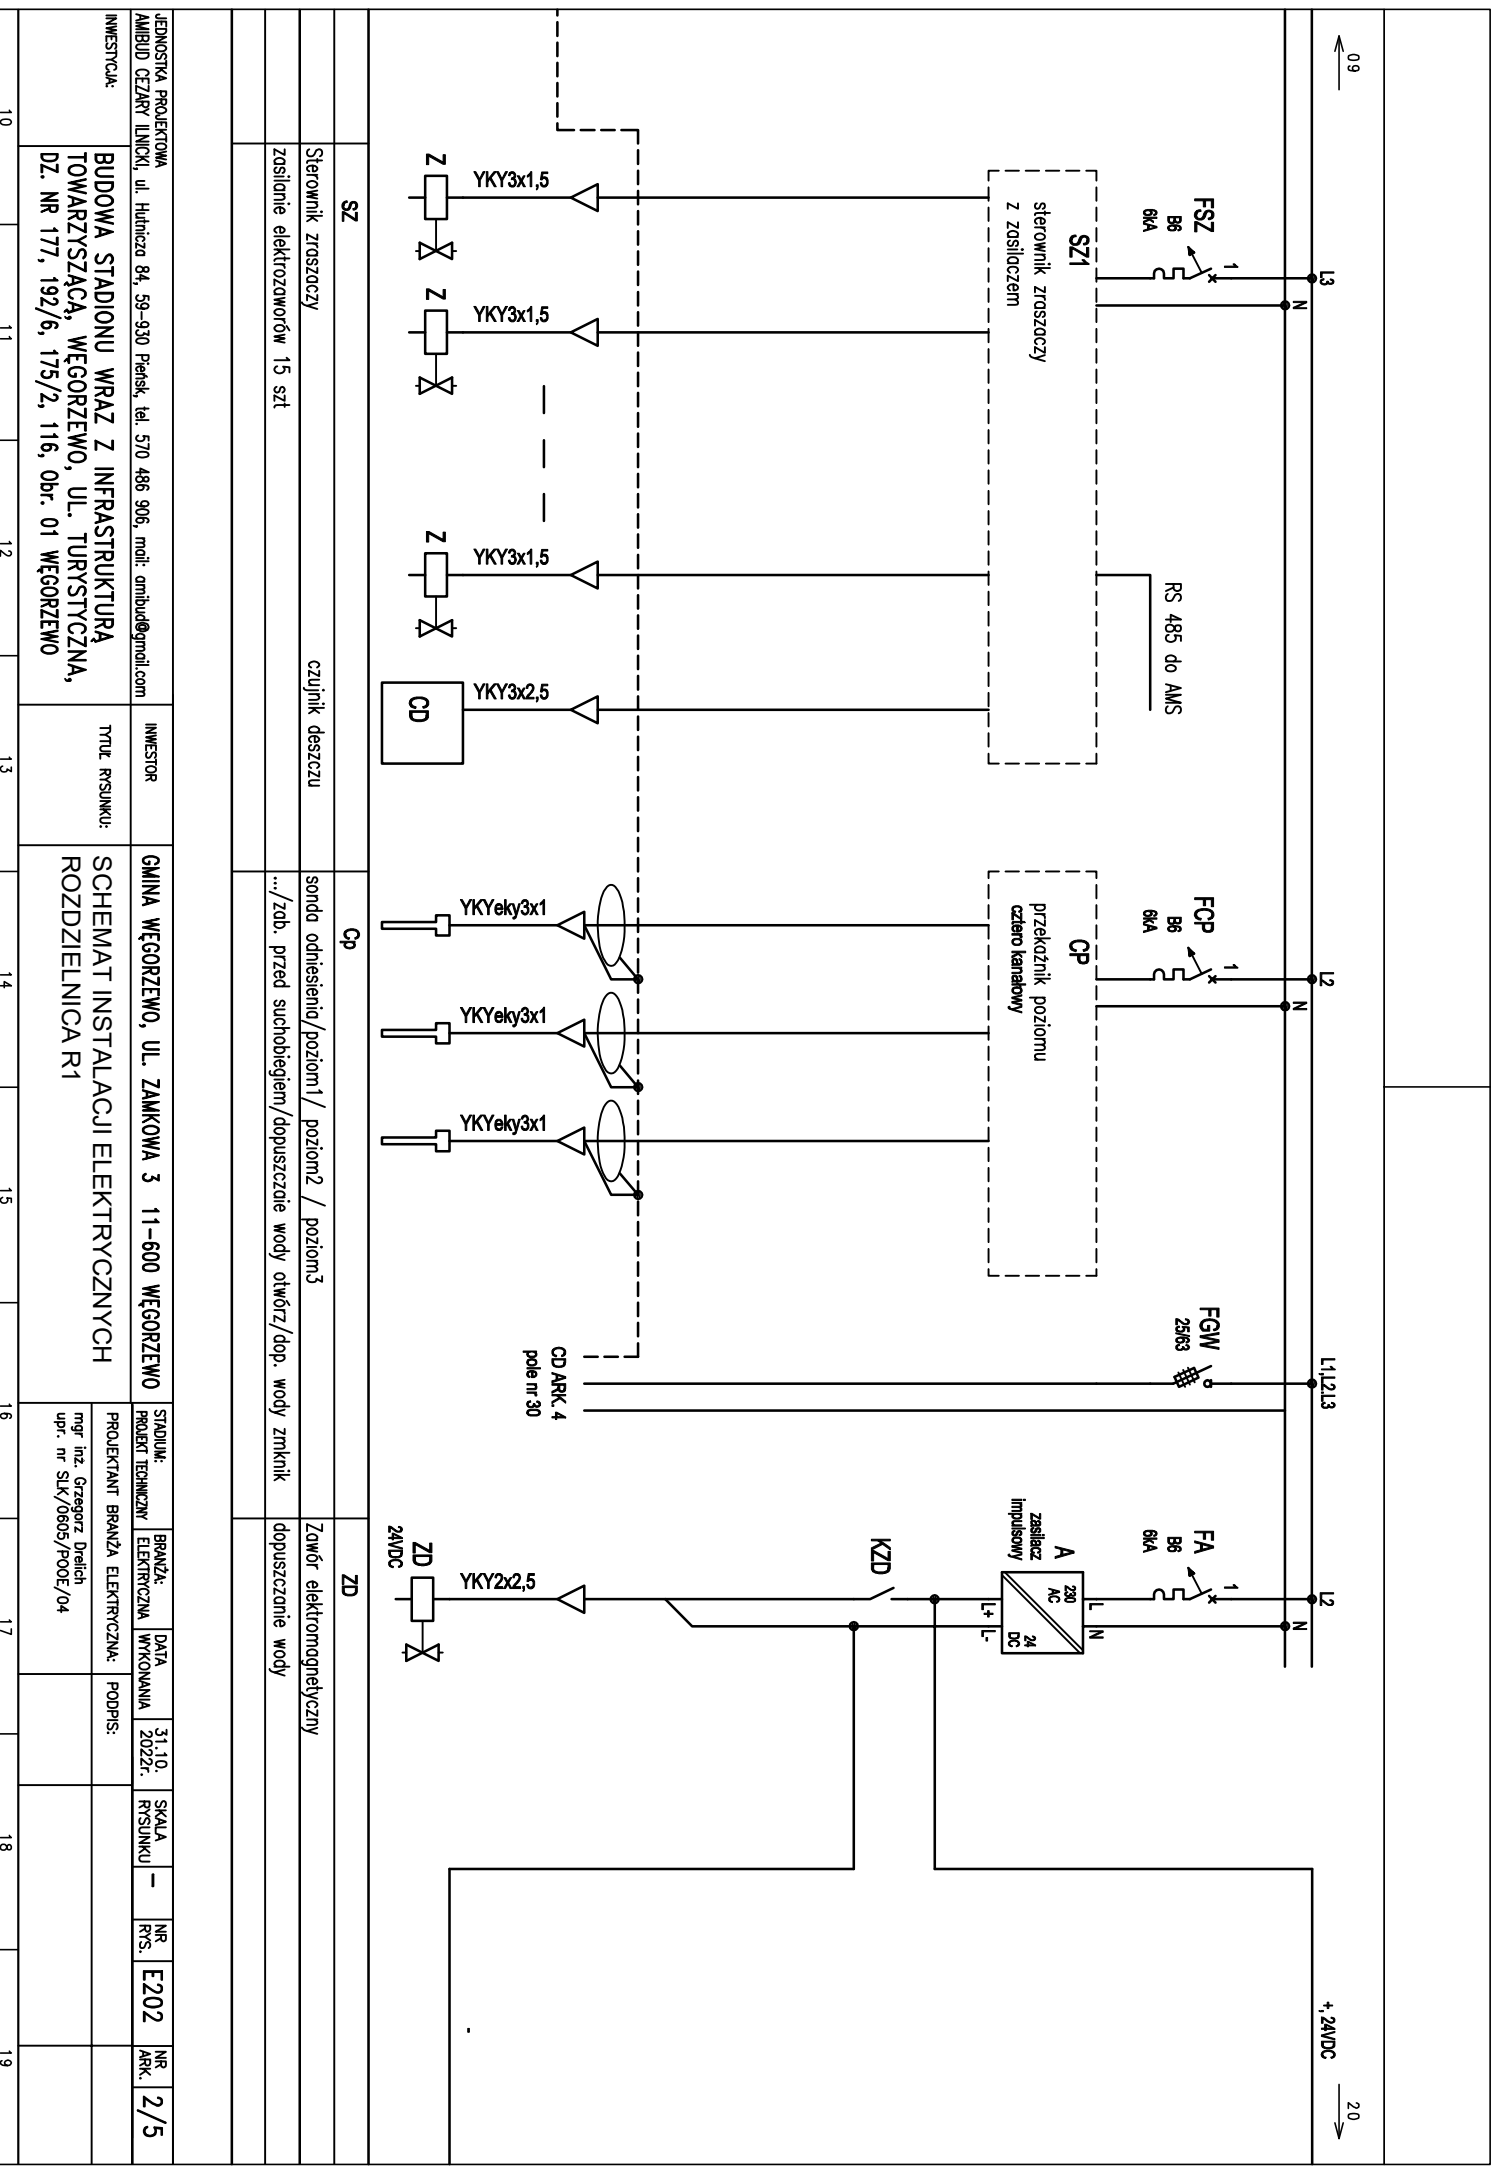 09
20
L3
N
L2
N
L1,L2,L3
L2
N
+,24VDC
FSZ
B6
6kA
1
FCP
B6
6kA
1
FGW
25/63
FA
B6
6kA
1
RS 485 do AMS
SZ1
sterownik zraszaczy
z zasilaczem
CP
przekaźnik poziomu
cztero kanałowy
A
zasilacz
impulsowy
230
AC
24
DC
L
N
L+
L-
KZD
CD ARK. 4
pole nr 30
YKY3x1,5
YKY3x1,5
YKY3x1,5
YKY3x2,5
YKYeky3x1
YKYeky3x1
YKYeky3x1
YKY2x2,5
Z
Z
Z
CD
ZD
24VDC
-
SZ
Cp
ZD
Sterownik zraszaczy
czujnik deszczu
sonda odniesienia/poziom1/ poziom2 / poziom3
Zawór elektromagnetyczny
zasilanie elektrozaworów 15 szt
.../zab. przed suchobiegiem/dopuszczaie wody otwórz/dop. wody zmknik
dopuszczanie wody
JEDNOSTKA PROJEKTOWA
AMIBUD CEZARY ILNICKI, ul. Hutnicza 84, 59-930 Pieńsk, tel. 570 486 906, mail: amibud@gmail.com
INWESTYCJA:
BUDOWA STADIONU WRAZ Z INFRASTRUKTURĄ
TOWARZYSZĄCĄ, WĘGORZEWO, UL. TURYSTYCZNA,
DZ. NR 177, 192/6, 175/2, 116, Obr. 01 WĘGORZEWO
INWESTOR
GMINA WĘGORZEWO, UL. ZAMKOWA 3 11-600 WĘGORZEWO
TYTUŁ RYSUNKU:
SCHEMAT INSTALACJI ELEKTRYCZNYCH
ROZDZIELNICA R1
STADIUM:
PROJEKT TECHNICZNY
BRANŻA:
ELEKTRYCZNA
DATA
WYKONANIA
31.10.
2022r.
SKALA
RYSUNKU
-
NR
RYS.
E202
NR
ARK.
2/5
PROJEKTANT BRANŻA ELEKTRYCZNA:
PODPIS:
mgr inż. Grzegorz Drelich
upr. nr SLK/0605/POOE/04
10
11
12
13
14
15
16
17
18
19